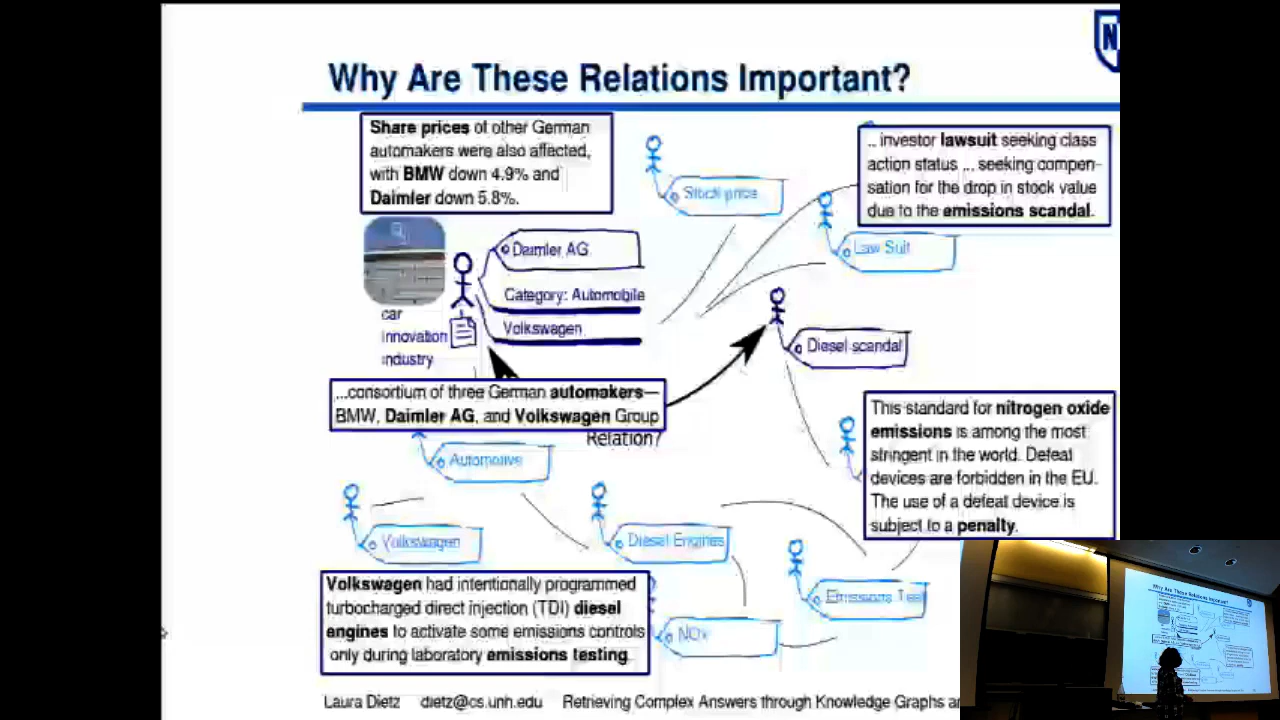 N
Why Are These Relations Important?
Share prices of other German
automakers were also affected,
with BMW down 4.9% and
Daimler down 5.8%.
.. investor lawsuit seeking class
action status ... seeking compen-
sation for the drop in stock value
due to the emissions scandal.
Stock price
Law Suit
Daimler AG
Category: Automobile
Volkswagen
car
innovation
industry
Diesel scandal
...consortium of three German automakers—
BMW, Daimler AG, and Volkswagen Group
Relation?
This standard for nitrogen oxide
emissions is among the most
stringent in the world. Defeat
devices are forbidden in the EU.
The use of a defeat device is
subject to a penalty.
Automotive
Volkswagen
Diesel Engines
Emissions Test
NOx
Volkswagen had intentionally programmed
turbocharged direct injection (TDI) diesel
engines to activate some emissions controls
only during laboratory emissions testing.
Laura Dietz dietz@cs.unh.edu Retrieving Complex Answers through Knowledge Graphs
Why Are These Relations Important?